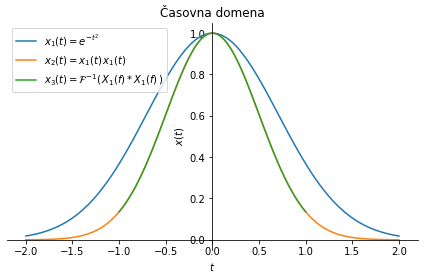 Časovna domena
x₁(t) = e^{-t²}
x₂(t) = x₁(t) x₁(t)
x₃(t) = ℱ⁻¹( X₁(f) * X₁(f) )
x(t)
1.0
0.8
0.6
0.4
0.2
0.0
−2.0 −1.5 −1.0 −0.5 0.0 0.5 1.0 1.5 2.0
t